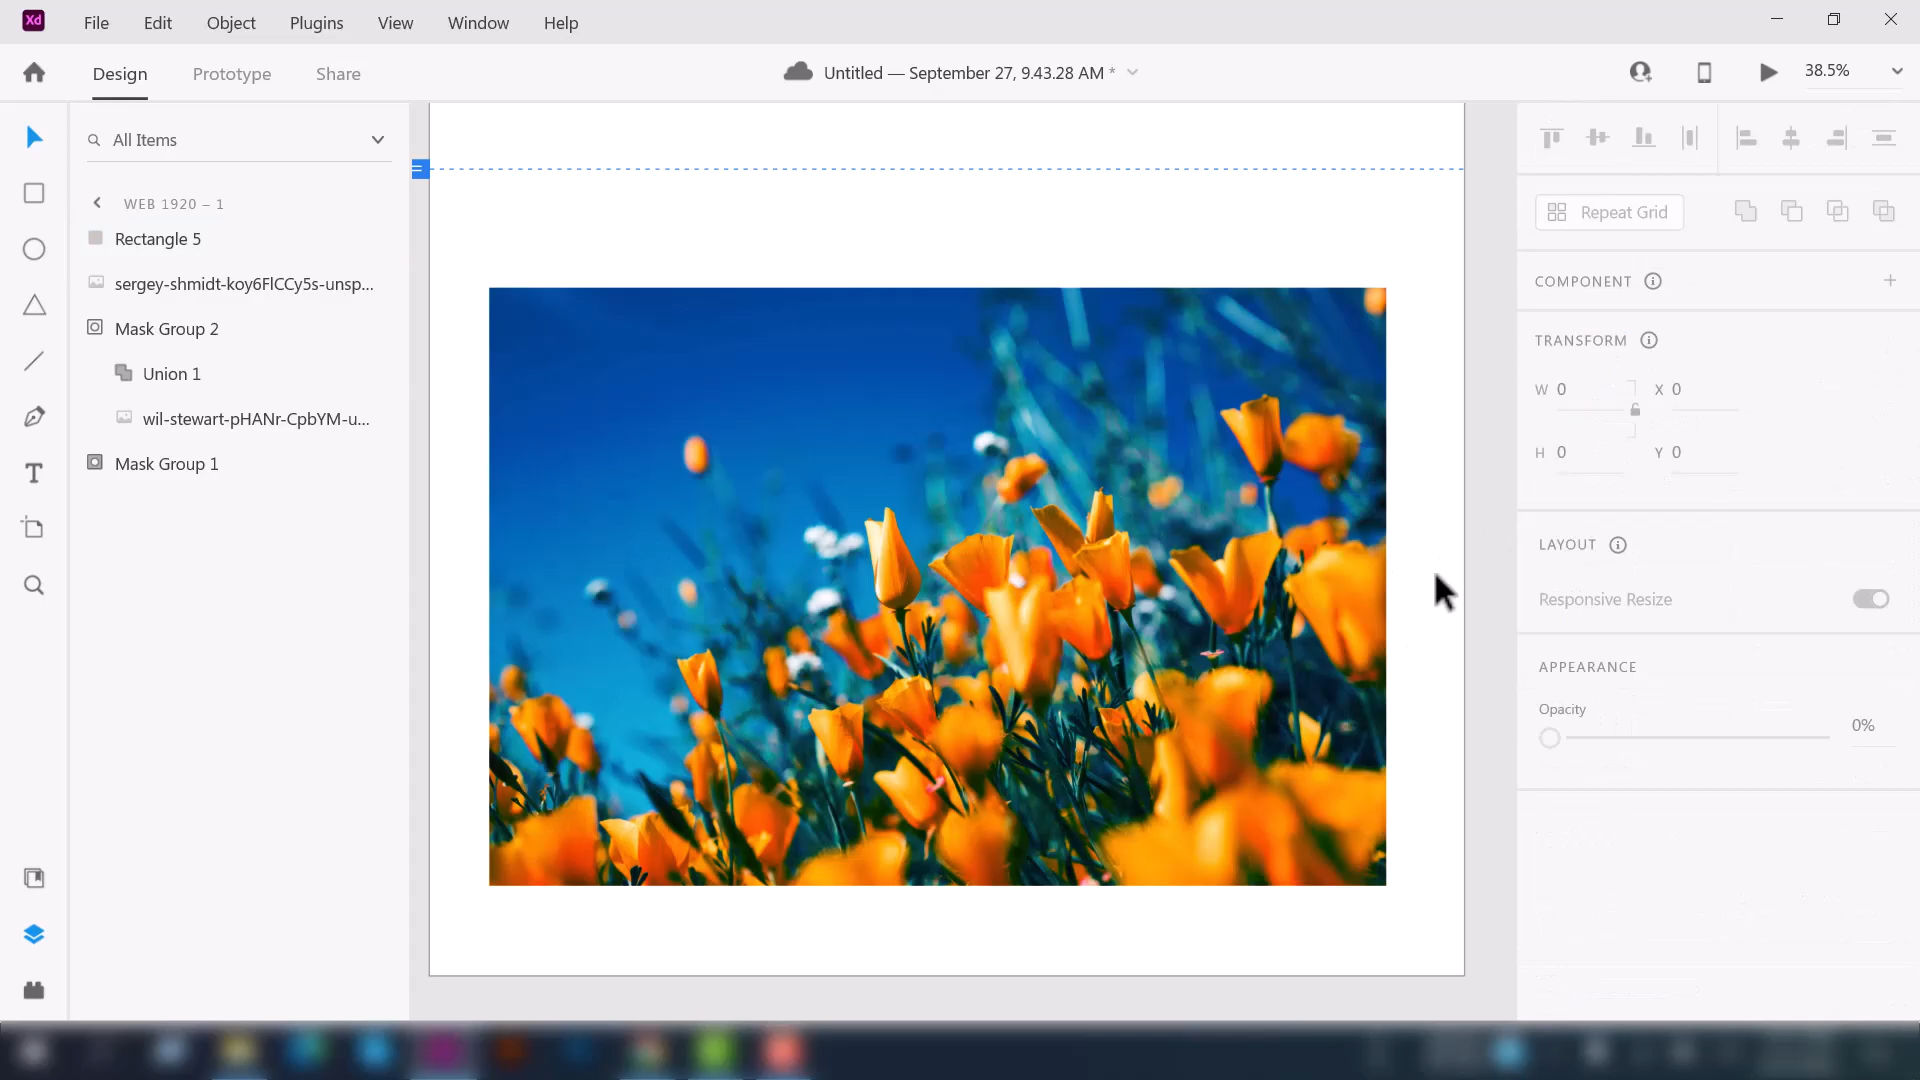 Xd File Edit Object Plugins View Window Help
Design Prototype Share Untitled — September 27, 9.43.28 AM * 38.5%
All Items
WEB 1920 – 1
Rectangle 5
sergey-shmidt-koy6FlCCy5s-unsp...
Mask Group 2
Union 1
wil-stewart-pHANr-CpbYM-u...
Mask Group 1
Repeat Grid
COMPONENT
TRANSFORM
W 0 X 0
H 0 Y 0
LAYOUT
Responsive Resize
APPEARANCE
Opacity
0%